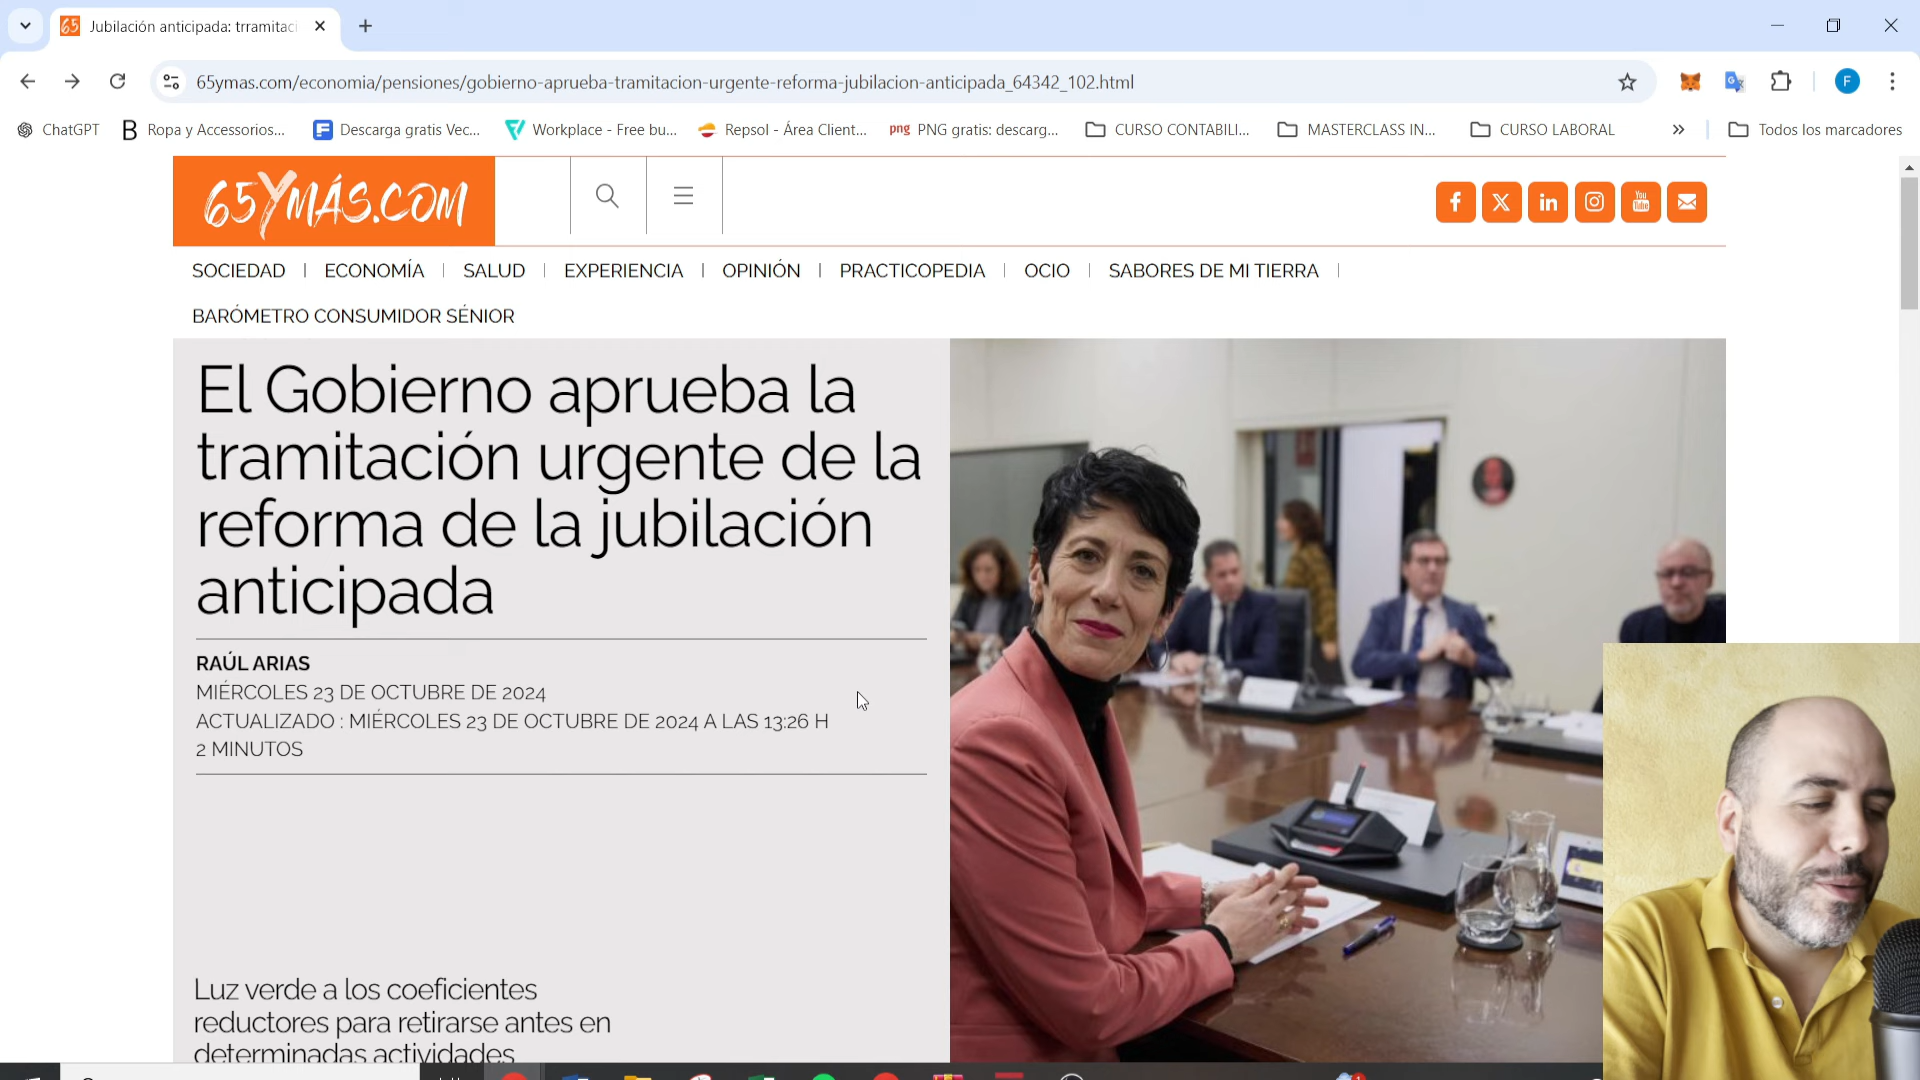 Jubilación anticipada: trramitaci
65ymas.com/economia/pensiones/gobierno-aprueba-tramitacion-urgente-reforma-jubilacion-anticipada_64342_102.html
F
ChatGPT
Ropa y Accessorios...
Descarga gratis Vec...
Workplace - Free bu...
Repsol - Área Client...
png PNG gratis: descarg...
CURSO CONTABILI...
MASTERCLASS IN...
CURSO LABORAL
Todos los marcadores
65YMÁS.COM
SOCIEDAD | ECONOMÍA | SALUD | EXPERIENCIA | OPINIÓN | PRACTICOPEDIA | OCIO | SABORES DE MI TIERRA |
BARÓMETRO CONSUMIDOR SÉNIOR
El Gobierno aprueba la
tramitación urgente de la
reforma de la jubilación
anticipada
RAÚL ARIAS
MIÉRCOLES 23 DE OCTUBRE DE 2024
ACTUALIZADO : MIÉRCOLES 23 DE OCTUBRE DE 2024 A LAS 13:26 H
2 MINUTOS
Luz verde a los coeficientes
reductores para retirarse antes en
determinadas actividades